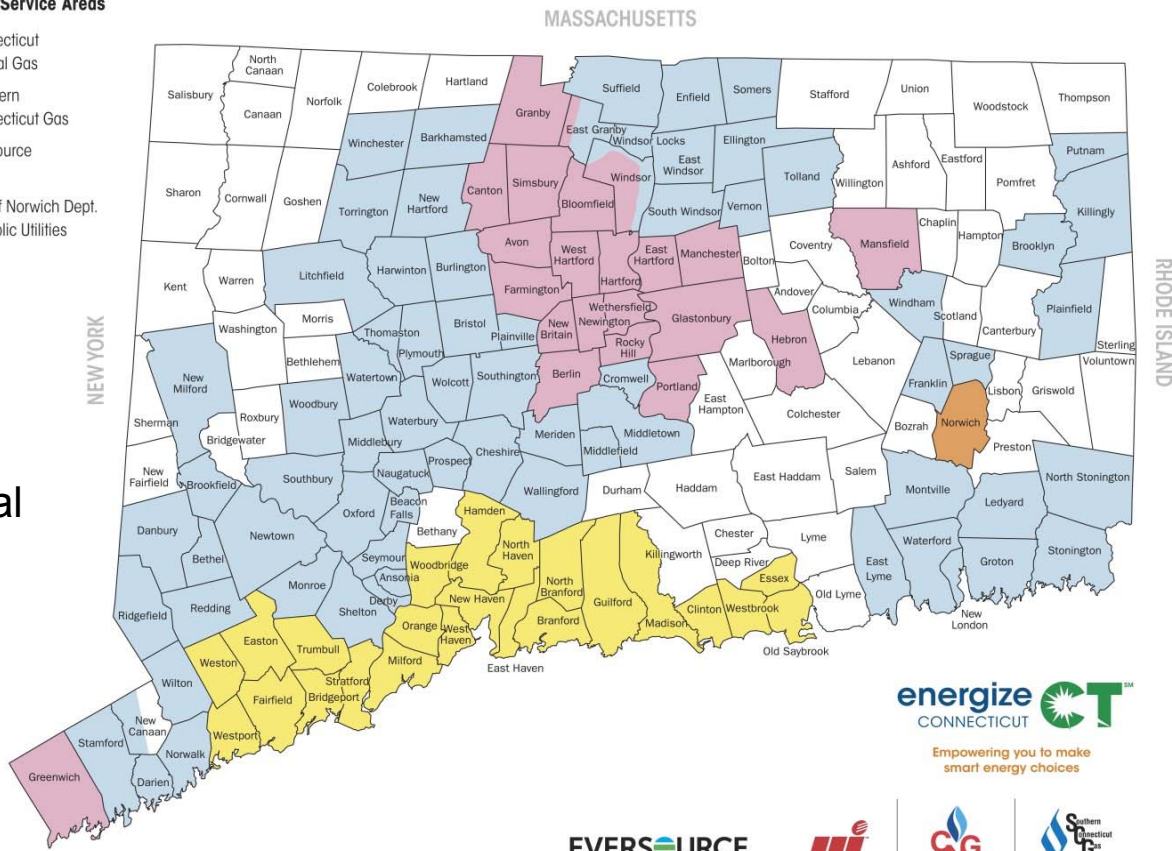 Service Areas
MASSACHUSETTS
ecticut
al Gas
ern
ecticut Gas
ource
f Norwich Dept.
lic Utilities
NEW YORK
RHODE ISLAND
al
North
Canaan
Salisbury
Canaan
Norfolk
Colebrook
Hartland
Granby
Suffield
Enfield
Somers
Stafford
Union
Woodstock
Thompson
Winchester
Barkhamsted
East Granby
Windsor Locks
East
Windsor
Ellington
Tolland
Willington
Ashford
Eastford
Pomfret
Putnam
Killingly
Sharon
Cornwall
Goshen
Torrington
New
Hartford
Canton
Simsbury
Bloomfield
Windsor
South Windsor
Vernon
Coventry
Mansfield
Chaplin
Hampton
Brooklyn
Kent
Warren
Litchfield
Harwinton
Burlington
Avon
West
Hartford
Hartford
East
Hartford
Manchester
Bolton
Andover
Columbia
Windham
Scotland
Canterbury
Plainfield
Sterling
Washington
Morris
Thomaston
Plymouth
Bristol
Plainville
Farmington
New
Britain
Newington
Wethersfield
Rocky
Hill
Glastonbury
Hebron
Marlborough
Lebanon
Franklin
Sprague
Lisbon
Griswold
Voluntown
New
Milford
Bethlehem
Watertown
Wolcott
Southington
Berlin
Cromwell
Portland
East
Hampton
Colchester
Bozrah
Norwich
Preston
Sherman
Roxbury
Bridgewater
Woodbury
Middlebury
Waterbury
Cheshire
Meriden
Middlefield
Middletown
New
Fairfield
Brookfield
Southbury
Naugatuck
Prospect
Wallingford
Durham
Haddam
East Haddam
Salem
Montville
Ledyard
North Stonington
Danbury
Bethel
Newtown
Oxford
Beacon
Falls
Bethany
Hamden
North
Haven
Seymour
Woodbridge
Ansonia
Derby
Killingworth
Chester
Deep River
Essex
Lyme
East
Lyme
Waterford
Groton
Stonington
Ridgefield
Redding
Monroe
Shelton
Orange
New Haven
West
Haven
North
Branford
Branford
Guilford
Madison
Clinton
Westbrook
Old Lyme
New
London
Old Saybrook
East Haven
Weston
Easton
Trumbull
Stratford
Milford
Wilton
Fairfield
Bridgeport
Westport
New
Canaan
Norwalk
Stamford
Darien
Greenwich
energize CT SM
CONNECTICUT
Empowering you to make
smart energy choices
EVERSOURCE
UI
CNG
Southern
Connecticut
Gas